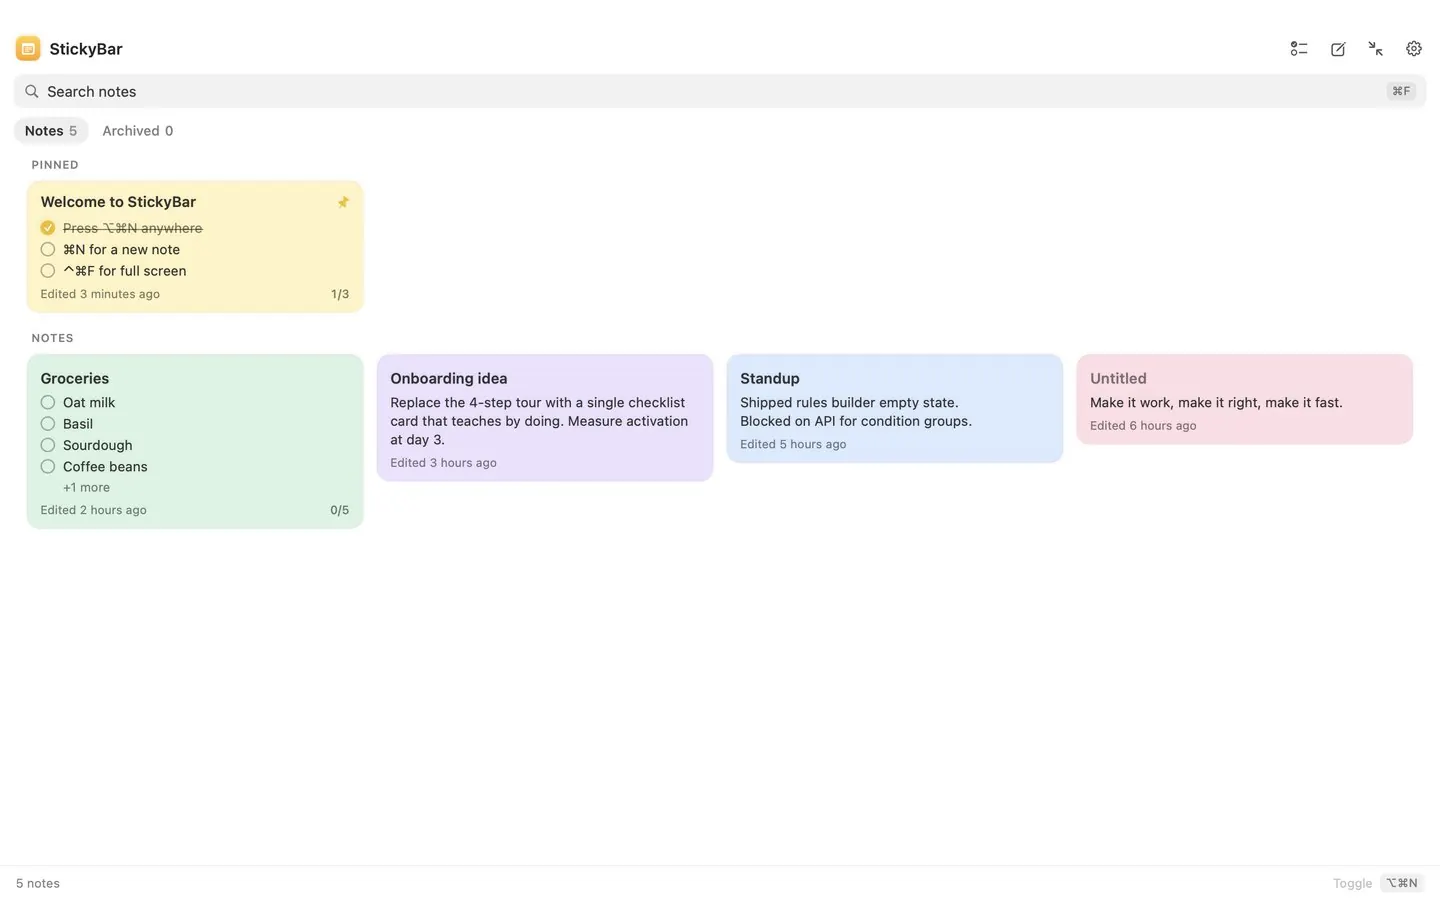 StickyBar
Search notes
⌘F
Notes 5
Archived 0
PINNED
Welcome to StickyBar
Press ⌥⌘N anywhere
⌘N for a new note
^⌘F for full screen
Edited 3 minutes ago
1/3
NOTES
Groceries
Oat milk
Basil
Sourdough
Coffee beans
+1 more
Edited 2 hours ago
0/5
Onboarding idea
Replace the 4-step tour with a single checklist
card that teaches by doing. Measure activation
at day 3.
Edited 3 hours ago
Standup
Shipped rules builder empty state.
Blocked on API for condition groups.
Edited 5 hours ago
Untitled
Make it work, make it right, make it fast.
Edited 6 hours ago
5 notes
Toggle ⌥⌘N